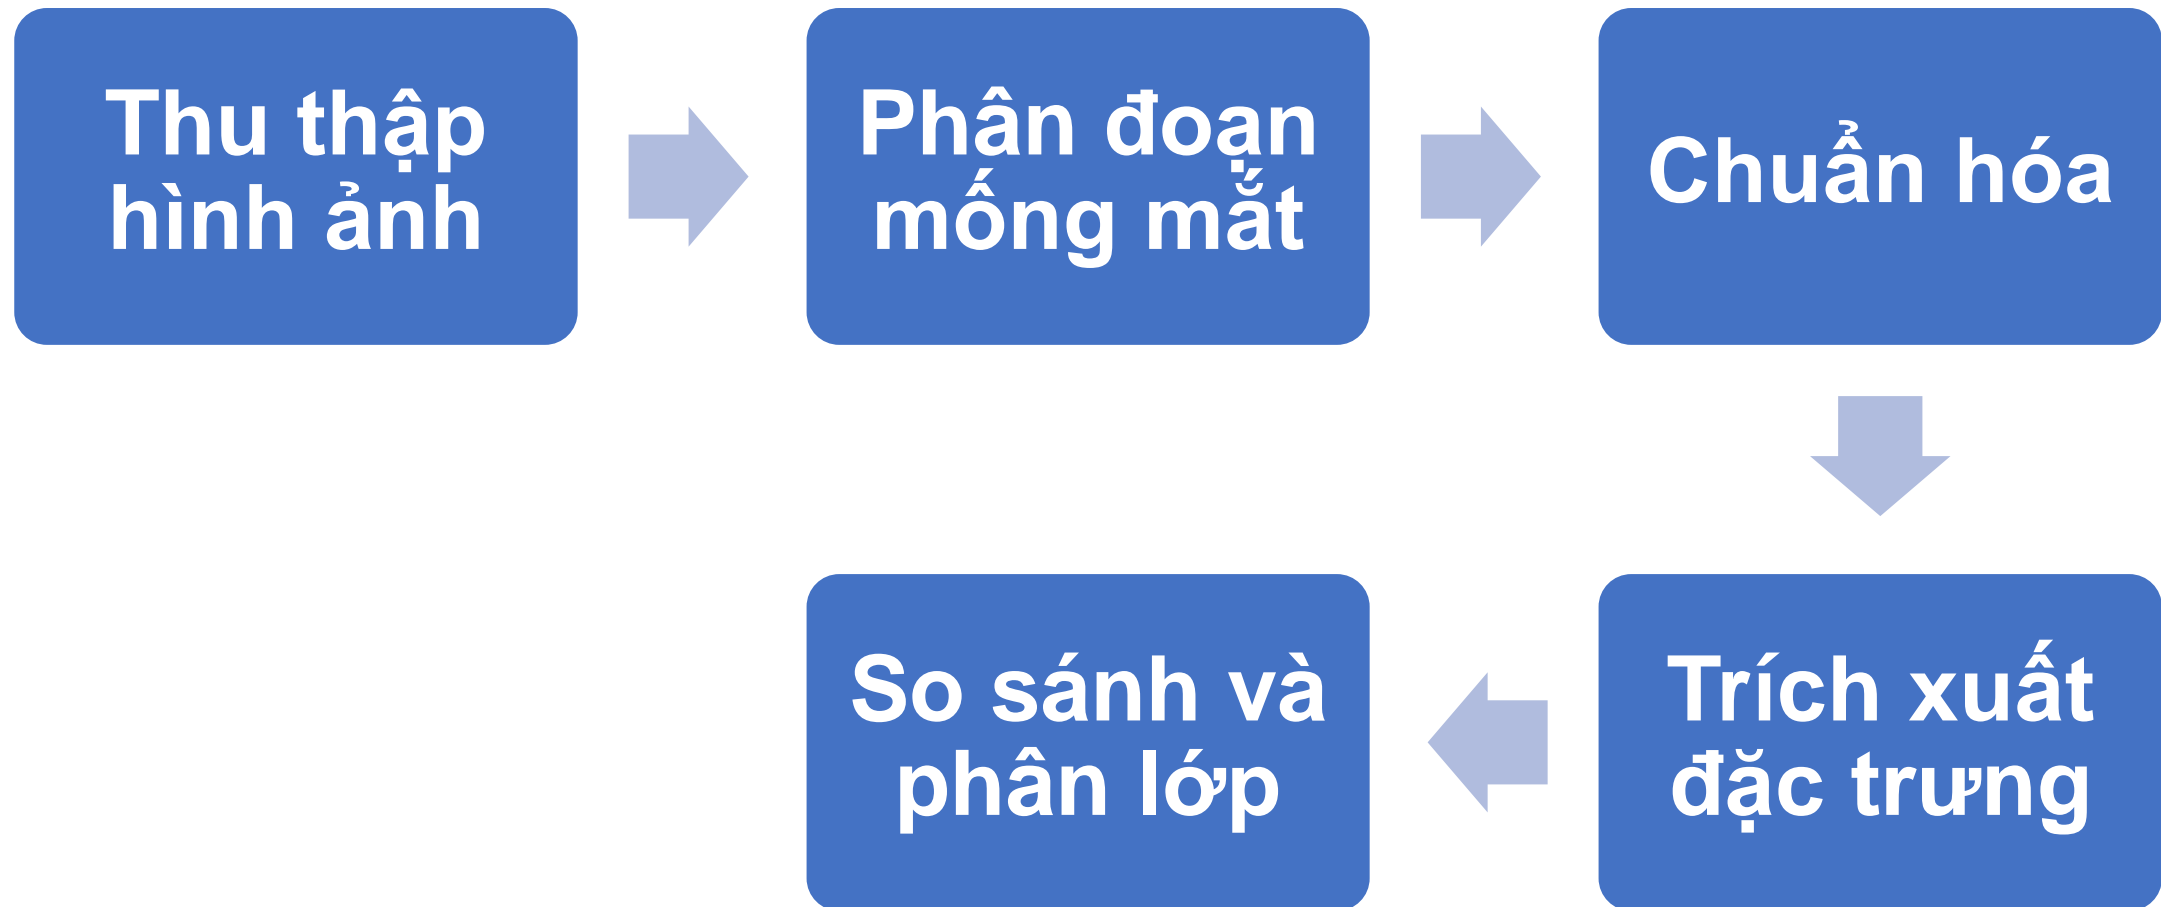 Thu thập
hình ảnh
Phân đoạn
mống mắt
Chuẩn hóa
Trích xuất
đặc trưng
So sánh và
phân lớp